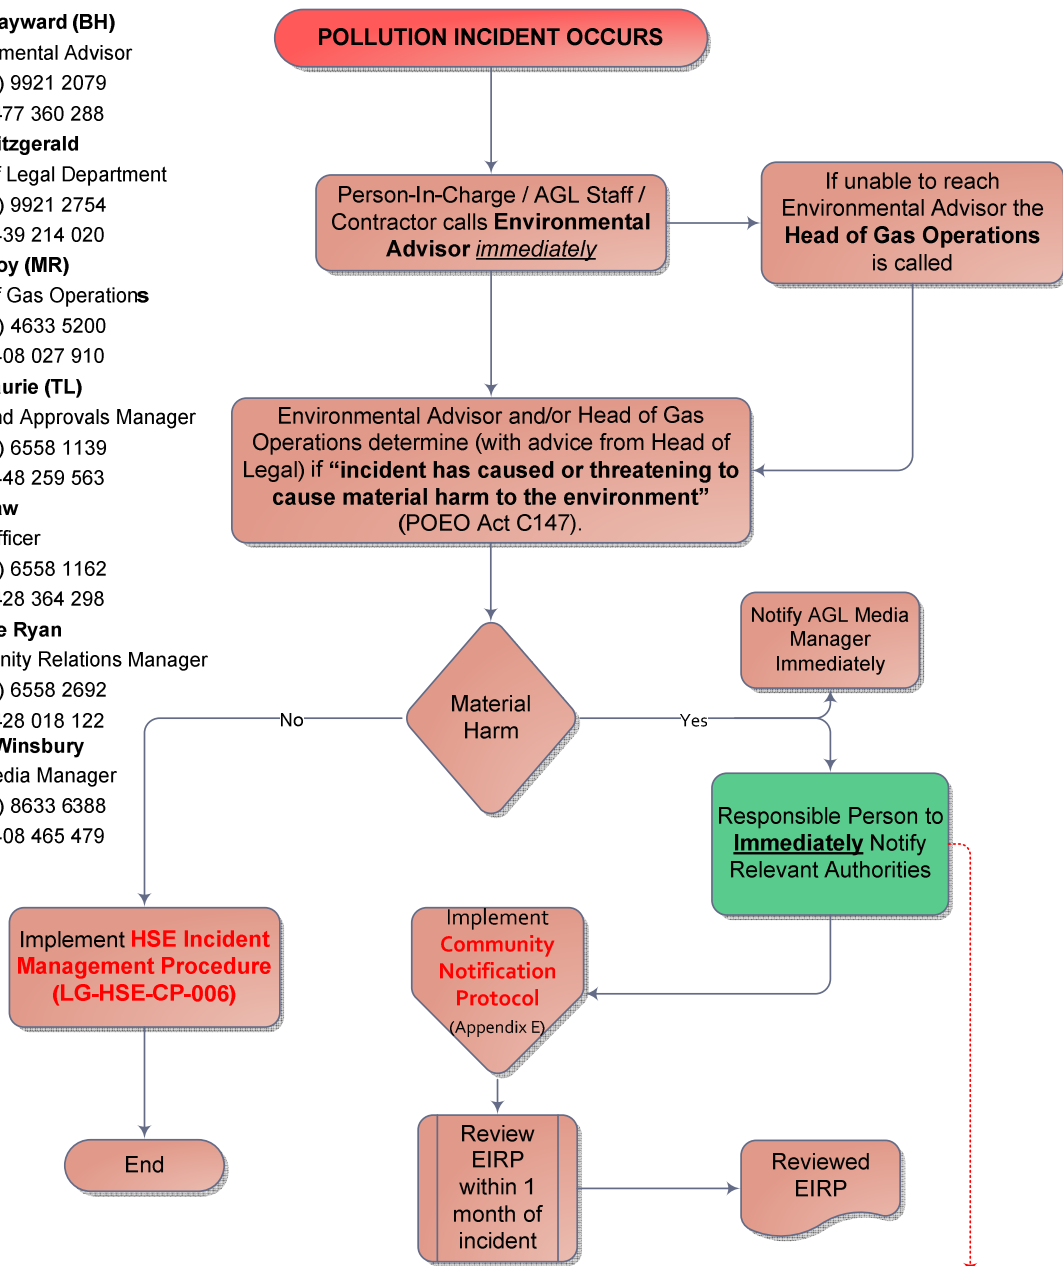 ayward (BH)
mental Advisor
) 9921 2079
77 360 288
itzgerald
f Legal Department
) 9921 2754
39 214 020
oy (MR)
f Gas Operations
) 4633 5200
08 027 910
aurie (TL)
nd Approvals Manager
) 6558 1139
48 259 563
aw
fficer
) 6558 1162
28 364 298
e Ryan
nity Relations Manager
) 6558 2692
28 018 122
Winsbury
edia Manager
) 8633 6388
08 465 479
POLLUTION INCIDENT OCCURS
Person-In-Charge / AGL Staff /
Contractor calls Environmental
Advisor immediately
If unable to reach
Environmental Advisor the
Head of Gas Operations
is called
Environmental Advisor and/or Head of Gas
Operations determine (with advice from Head of
Legal) if “incident has caused or threatening to
cause material harm to the environment”
(POEO Act C147).
Material
Harm
No
Yes
Notify AGL Media
Manager
Immediately
Responsible Person to
Immediately Notify
Relevant Authorities
Implement HSE Incident
Management Procedure
(LG-HSE-CP-006)
Implement
Community
Notification
Protocol
(Appendix E)
End
Review
EIRP
within 1
month of
incident
Reviewed
EIRP